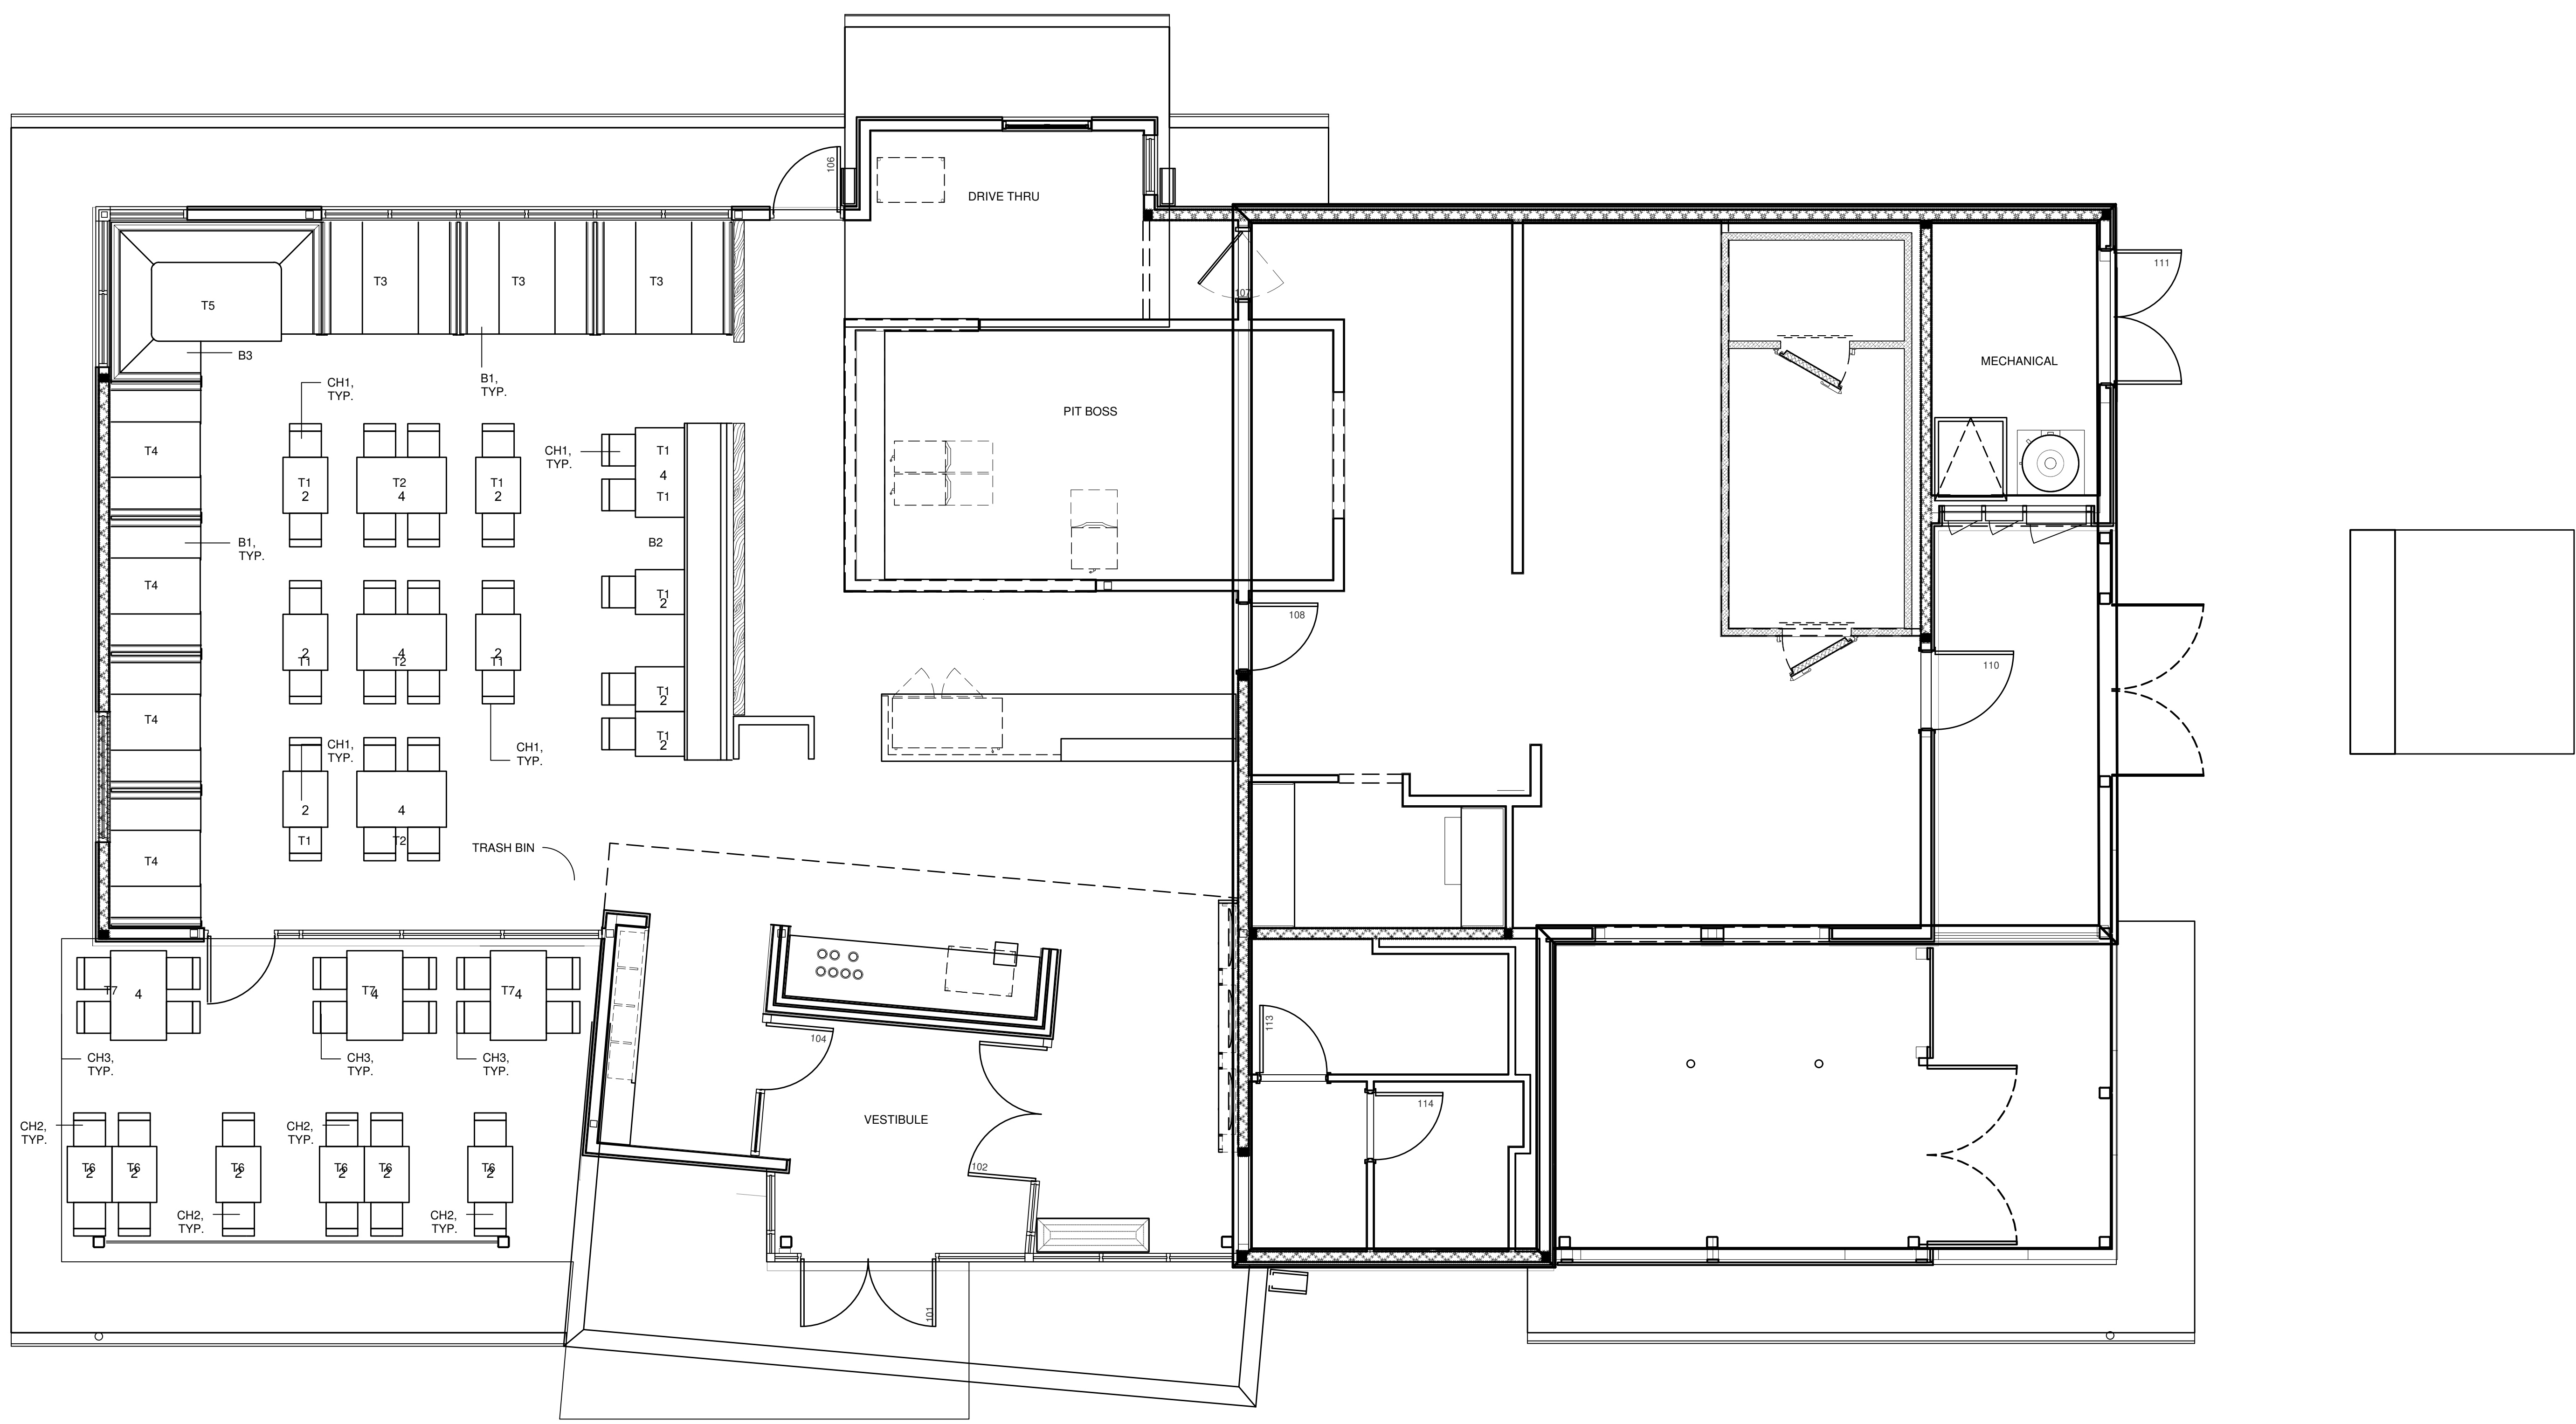 106
DRIVE THRU
111
107
T3
T3
T3
T5
B3
B1,
TYP.
CH1,
TYP.
MECHANICAL
PIT BOSS
T4
CH1,
TYP.
T1
4
T1
T1
2
T2
4
T1
2
B1,
TYP.
B2
T4
T1
2
108
2
T1
4
T2
2
T1
110
T1
2
T4
T1
2
CH1,
TYP.
CH1,
TYP.
2
T1
4
T2
TRASH BIN
T4
T7
4
T7
4
T7
4
113
104
CH3,
TYP.
CH3,
TYP.
CH3,
TYP.
114
VESTIBULE
CH2,
TYP.
CH2,
TYP.
T6
2
T6
2
T6
2
T6
2
T6
2
T6
2
102
CH2,
TYP.
CH2,
TYP.
101